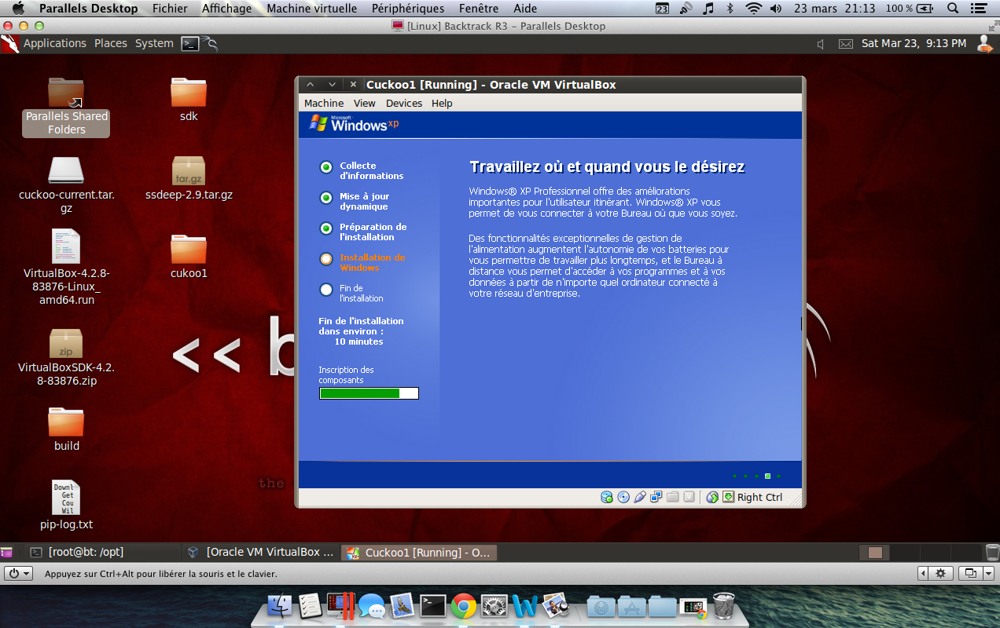 Parallels Desktop Fichier Affichage Machine virtuelle Périphériques Fenêtre Aide 23 23 mars 21:13 100 %
[Linux] Backtrack R3 – Parallels Desktop
Applications Places System Sat Mar 23, 9:13 PM
Parallels Shared
Folders
sdk
cuckoo-current.tar.
gz
tar.gz
ssdeep-2.9.tar.gz
VirtualBox-4.2.8-
83876-Linux_
amd64.run
cukoo1
zip
VirtualBoxSDK-4.2.
8-83876.zip
build
Downl
Get
Cou
Wil
pip-log.txt
<< b
the
Cuckoo1 [Running] - Oracle VM VirtualBox
Machine View Devices Help
Microsoft
Windows xp
Collecte
d'informations
Mise à jour
dynamique
Préparation de
l'installation
Installation de
Windows
Fin de
l'installation
Fin de l'installation
dans environ :
10 minutes
Inscription des
composants
Travaillez où et quand vous le désirez
Windows® XP Professionnel offre des améliorations
importantes pour l'utilisateur itinérant. Windows® XP vous
permet de vous connecter à votre Bureau où que vous soyez.
Des fonctionnalités exceptionnelles de gestion de
l'alimentation augmentent l'autonomie de vos batteries pour
vous permettre de travailler plus longtemps, et le Bureau à
distance vous permet d'accéder à vos programmes et à vos
données à partir de n'importe quel ordinateur connecté à
votre réseau d'entreprise.
Right Ctrl
[root@bt: /opt] [Oracle VM VirtualBox ... Cuckoo1 [Running] - O...
Appuyez sur Ctrl+Alt pour libérer la souris et le clavier.